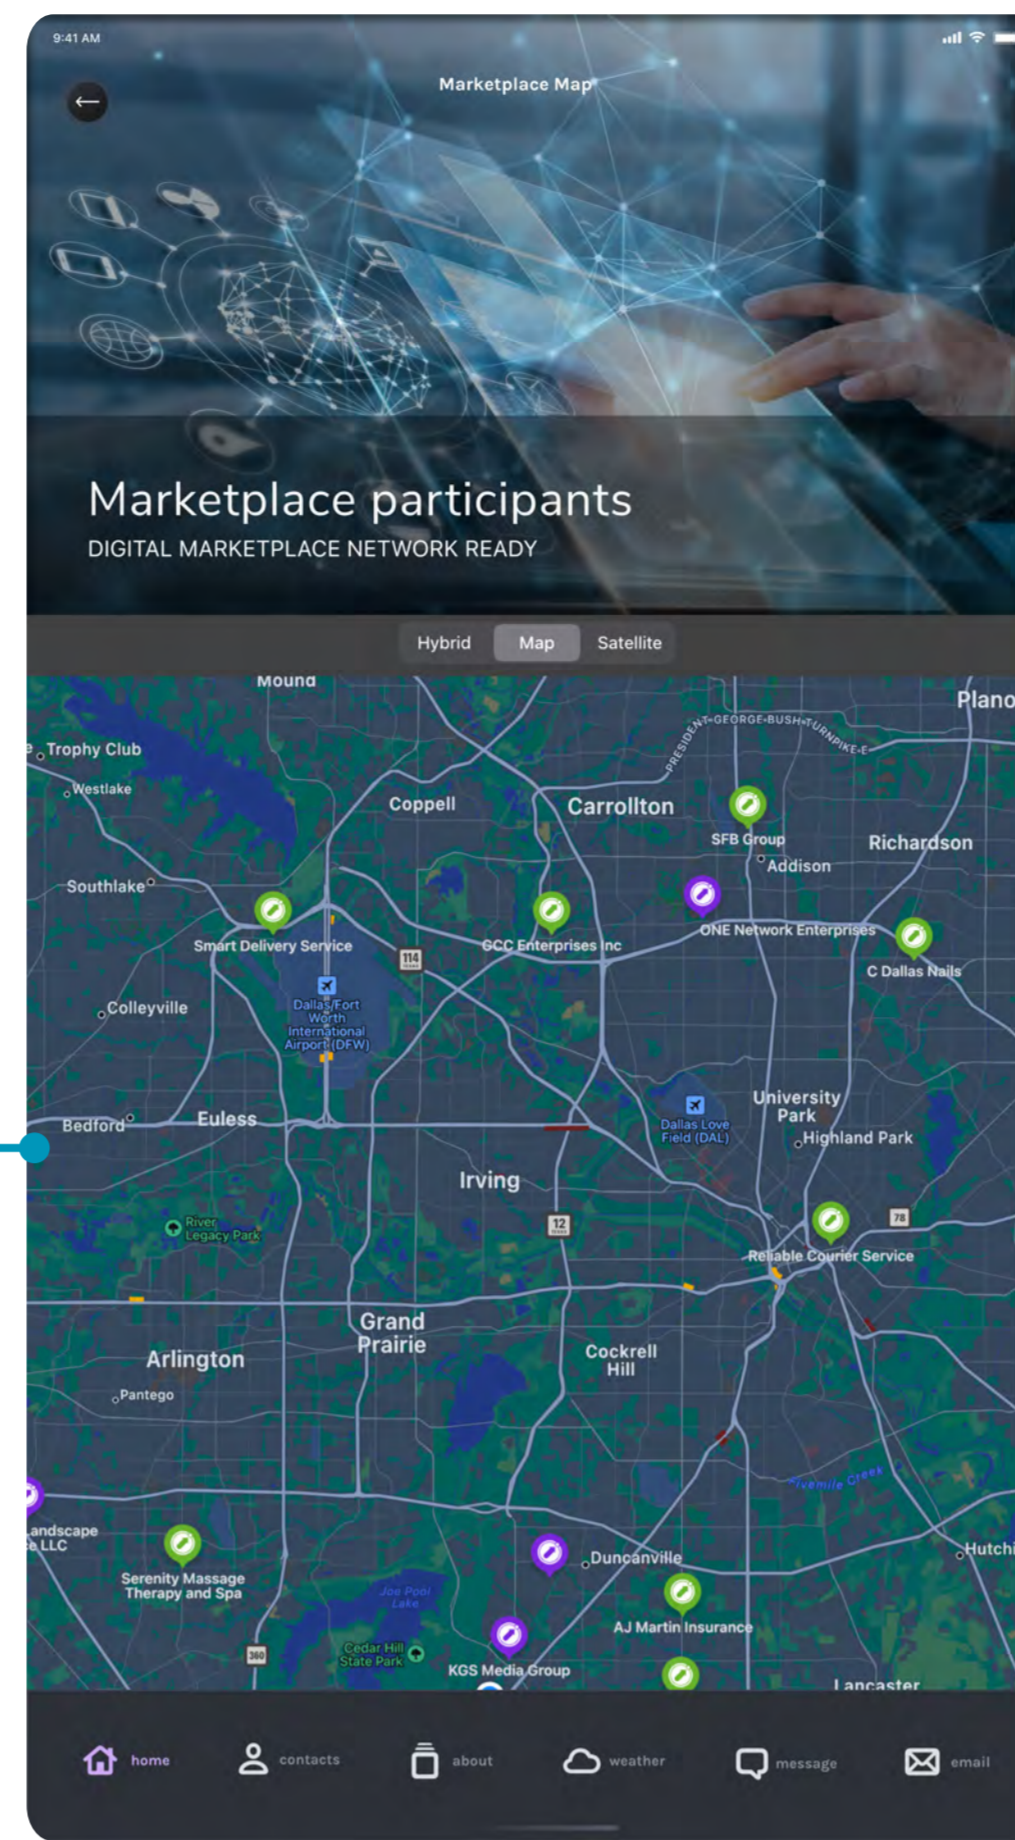 9:41 AM
Marketplace Map
Marketplace participants
DIGITAL MARKETPLACE NETWORK READY
Hybrid
Map
Satellite
Mound
Plano
PRESIDENT-GEORGE-BUSH-TURNPIKE-E
Trophy Club
Westlake
Coppell
Carrollton
SFB Group
Richardson
Addison
Southlake
Smart Delivery Service
GCC Enterprises Inc
ONE Network Enterprises
114
TEXAS
C Dallas Nails
Dallas/Fort
Worth
International
Airport (DFW)
Colleyville
University
Park
Dallas Love
Field (DAL)
Highland Park
Bedford
Euless
Irving
River
Legacy Park
12
78
Reliable Courier Service
Grand
Prairie
Arlington
Cockrell
Hill
Pantego
Fivemile Creek
andscape
e LLC
Serenity Massage
Therapy and Spa
Duncanville
Hutchi
Joe Pool
Lake
AJ Martin Insurance
360
Cedar Hill
State Park
KGS Media Group
Lancaster
home
contacts
about
weather
message
email